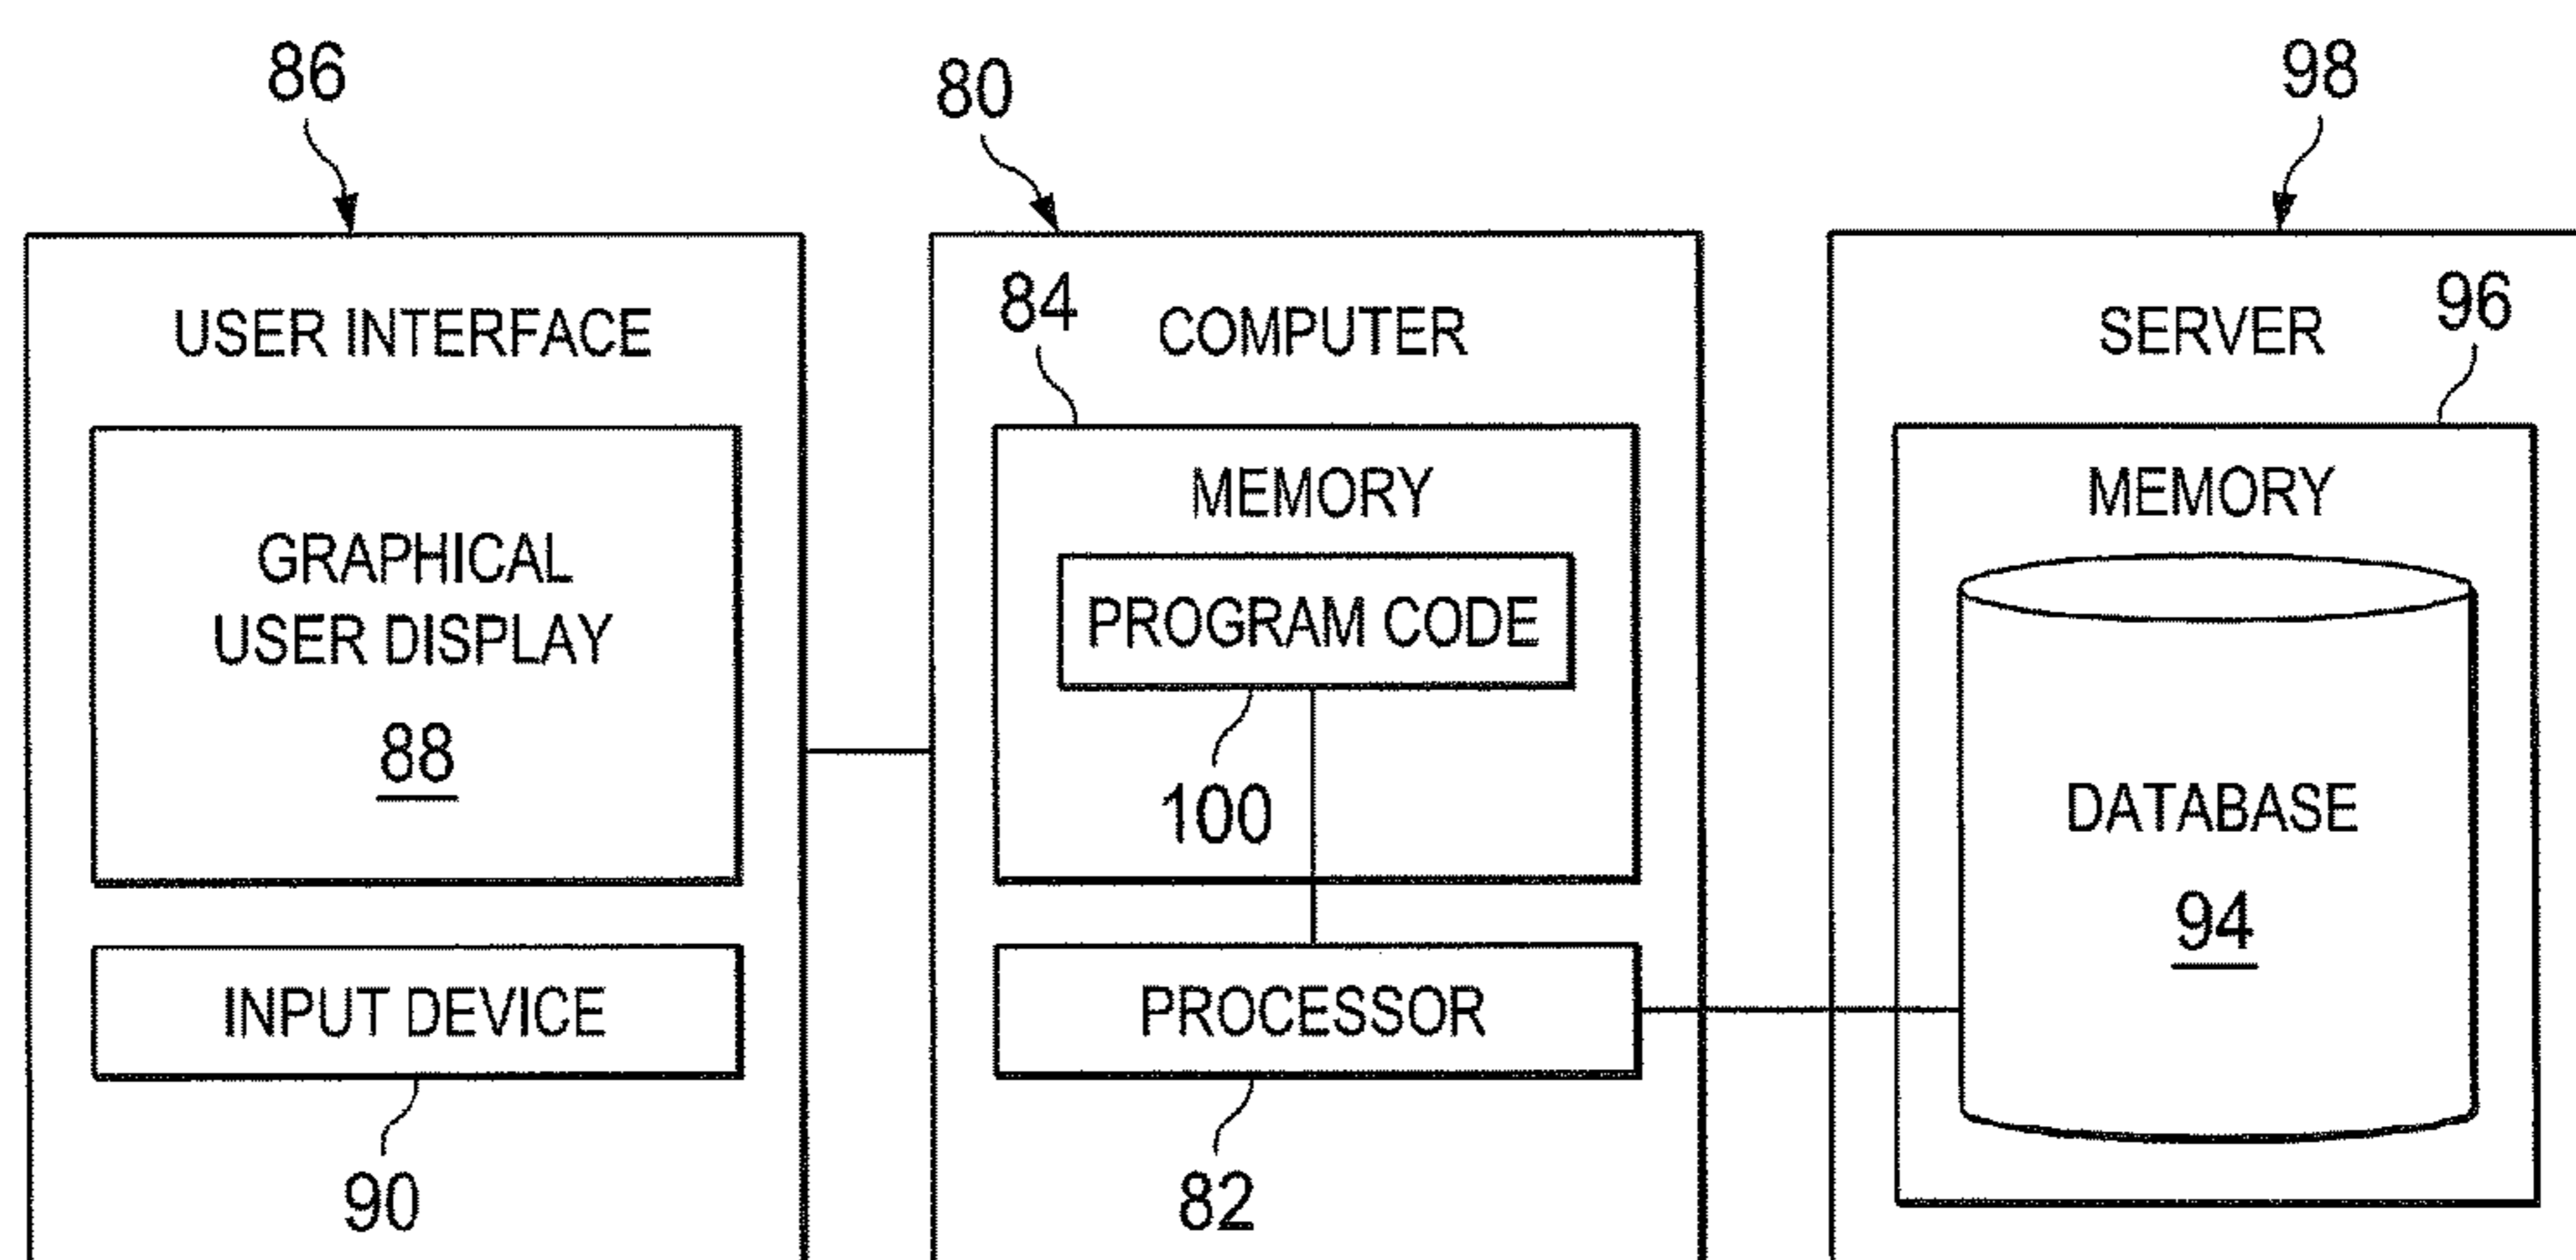 86
80
98
USER INTERFACE
GRAPHICAL
USER DISPLAY
88
INPUT DEVICE
90
84
COMPUTER
MEMORY
PROGRAM CODE
100
PROCESSOR
82
SERVER
96
MEMORY
DATABASE
94